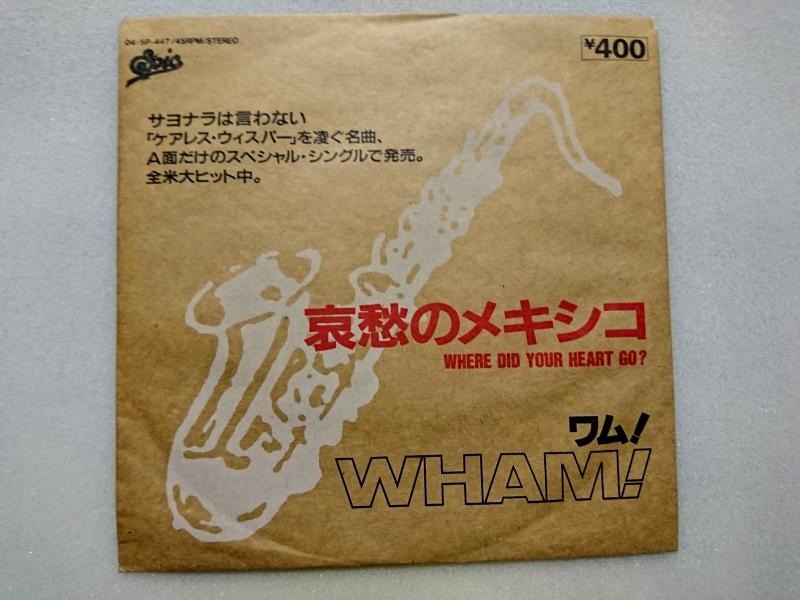 04・5P-447/45RPM/STEREO
Epic
¥400
サヨナラは言わない
「ケアレス・ウィスパー」を凌ぐ名曲、
A面だけのスペシャル・シングルで発売。
全米大ヒット中。
哀愁のメキシコ
WHERE DID YOUR HEART GO?
ワム!
WHAM!